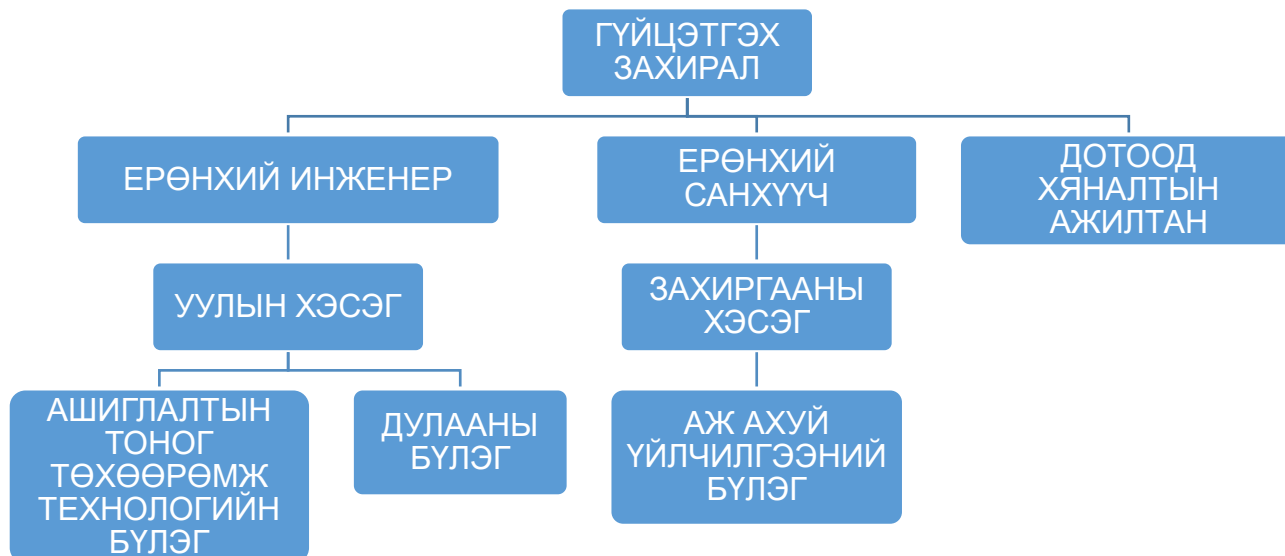 ГҮЙЦЭТГЭХ
ЗАХИРАЛ
ЕРӨНХИЙ ИНЖЕНЕР
ЕРӨНХИЙ
САНХҮҮЧ
ДОТООД
ХЯНАЛТЫН
АЖИЛТАН
УУЛЫН ХЭСЭГ
ЗАХИРГААНЫ
ХЭСЭГ
АШИГЛАЛТЫН
ТОНОГ
ТӨХӨӨРӨМЖ
ТЕХНОЛОГИЙН
БҮЛЭГ
ДУЛААНЫ
БҮЛЭГ
АЖ АХУЙ
ҮЙЛЧИЛГЭЭНИЙ
БҮЛЭГ